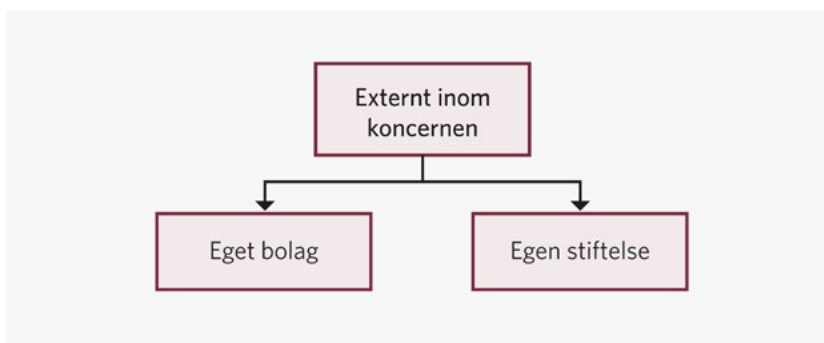 Externt inom
koncernen
Eget bolag
Egen stiftelse